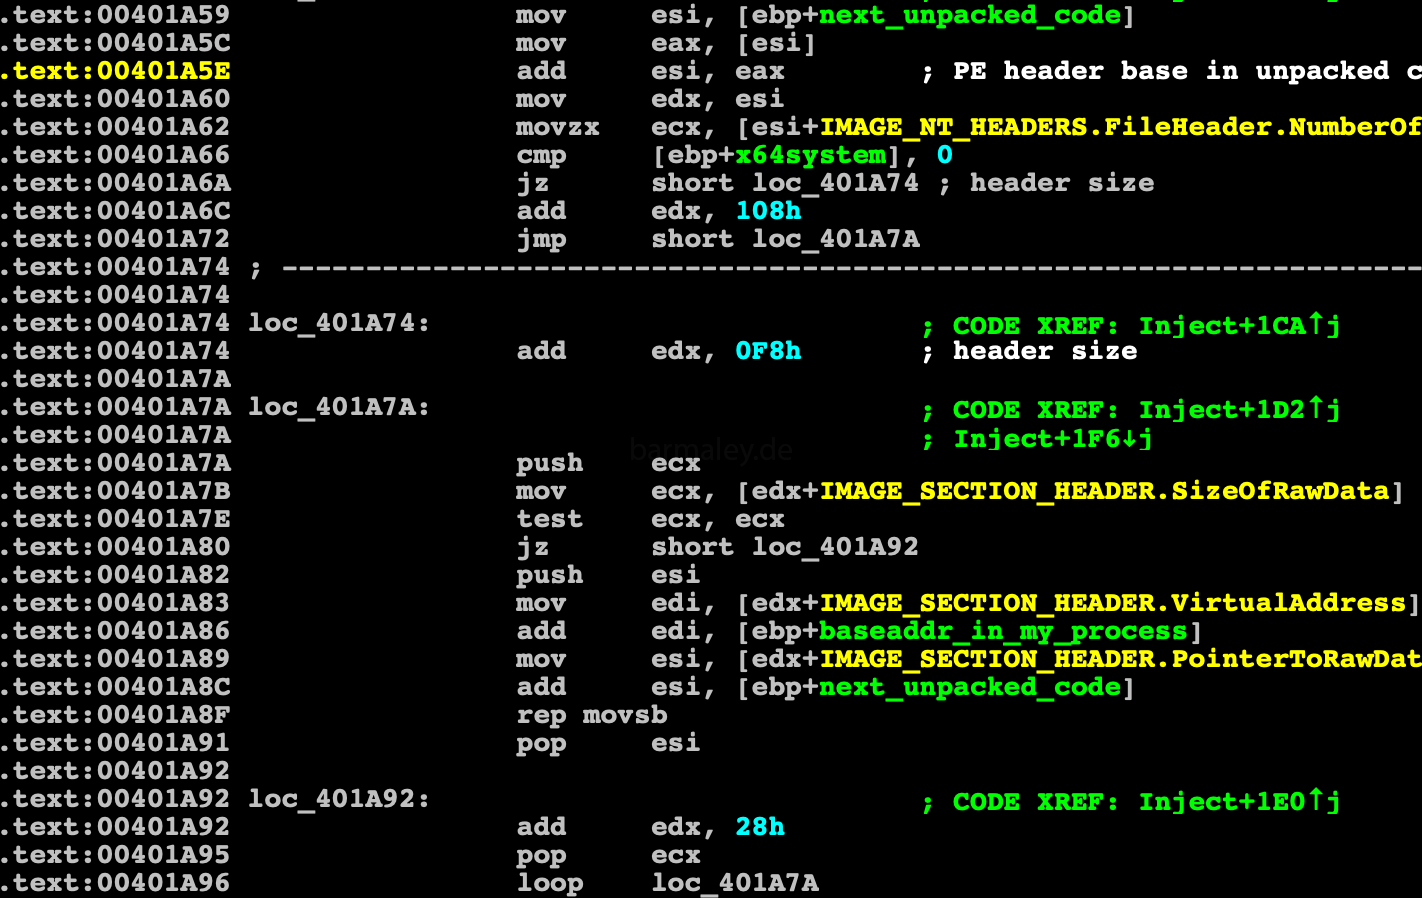 .text:00401A59 mov esi, [ebp+next_unpacked_code]
.text:00401A5C mov eax, [esi]
.text:00401A5E add esi, eax ; PE header base in unpacked c
.text:00401A60 mov edx, esi
.text:00401A62 movzx ecx, [esi+IMAGE_NT_HEADERS.FileHeader.NumberOf
.text:00401A66 cmp [ebp+x64system], 0
.text:00401A6A jz short loc_401A74 ; header size
.text:00401A6C add edx, 108h
.text:00401A72 jmp short loc_401A7A
.text:00401A74 ; --------------------------------------------------------------------
.text:00401A74
.text:00401A74 loc_401A74: ; CODE XREF: Inject+1CA↑j
.text:00401A74 add edx, 0F8h ; header size
.text:00401A7A
.text:00401A7A loc_401A7A: ; CODE XREF: Inject+1D2↑j
.text:00401A7A ; Inject+1F6↓j
barmaley.de
.text:00401A7A push ecx
.text:00401A7B mov ecx, [edx+IMAGE_SECTION_HEADER.SizeOfRawData]
.text:00401A7E test ecx, ecx
.text:00401A80 jz short loc_401A92
.text:00401A82 push esi
.text:00401A83 mov edi, [edx+IMAGE_SECTION_HEADER.VirtualAddress]
.text:00401A86 add edi, [ebp+baseaddr_in_my_process]
.text:00401A89 mov esi, [edx+IMAGE_SECTION_HEADER.PointerToRawDat
.text:00401A8C add esi, [ebp+next_unpacked_code]
.text:00401A8F rep movsb
.text:00401A91 pop esi
.text:00401A92
.text:00401A92 loc_401A92: ; CODE XREF: Inject+1E0↑j
.text:00401A92 add edx, 28h
.text:00401A95 pop ecx
.text:00401A96 loop loc_401A7A